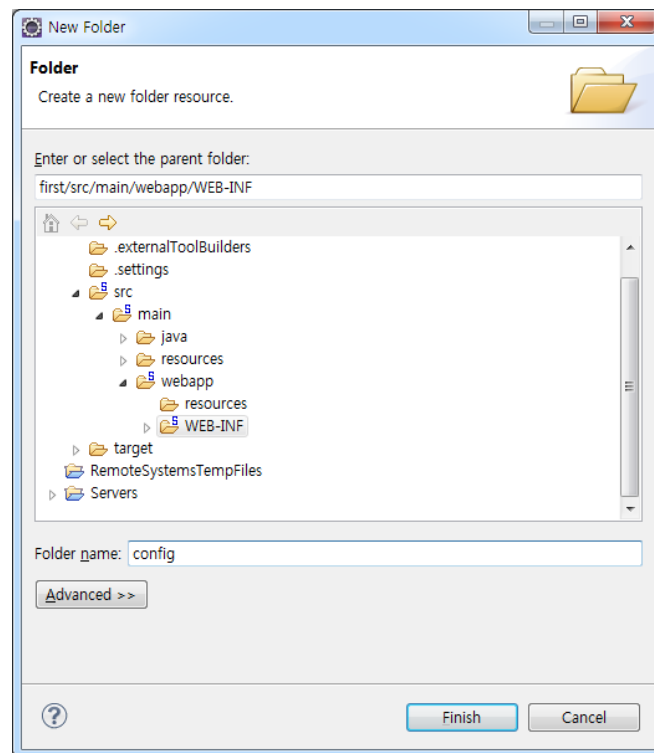 New Folder
Folder
Create a new folder resource.
Enter or select the parent folder:
first/src/main/webapp/WEB-INF
.externalToolBuilders
.settings
src
main
java
resources
webapp
resources
WEB-INF
target
RemoteSystemsTempFiles
Servers
Folder name: config
Advanced >>
Finish Cancel